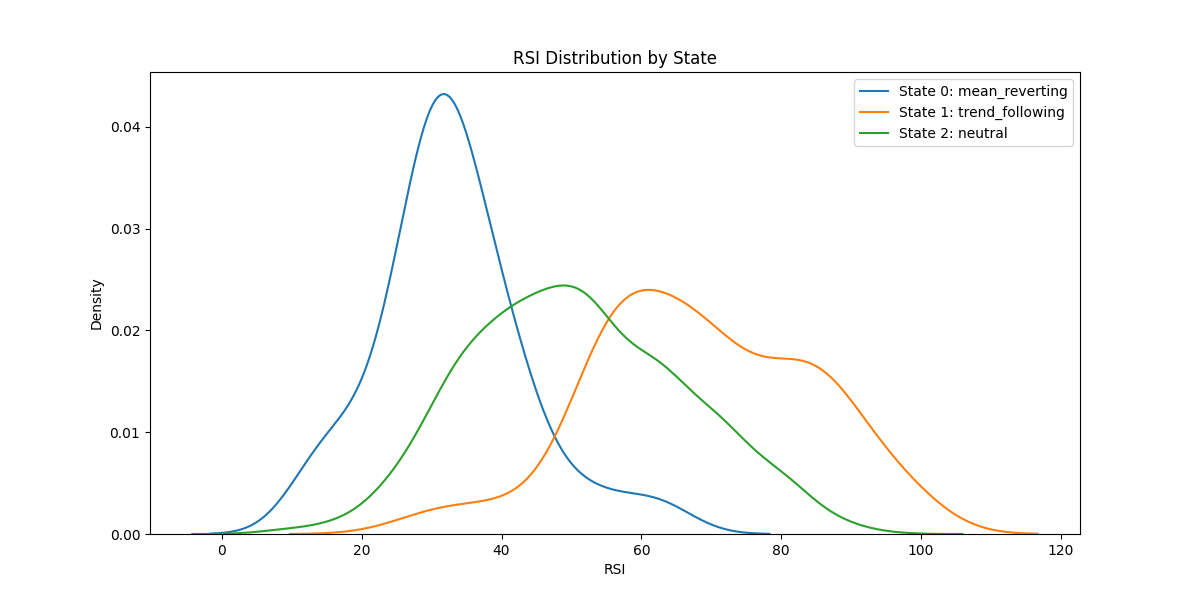 RSI Distribution by State
State 0: mean_reverting
State 1: trend_following
State 2: neutral
Density
0.04
0.03
0.02
0.01
0.00
0 20 40 60 80 100 120
RSI